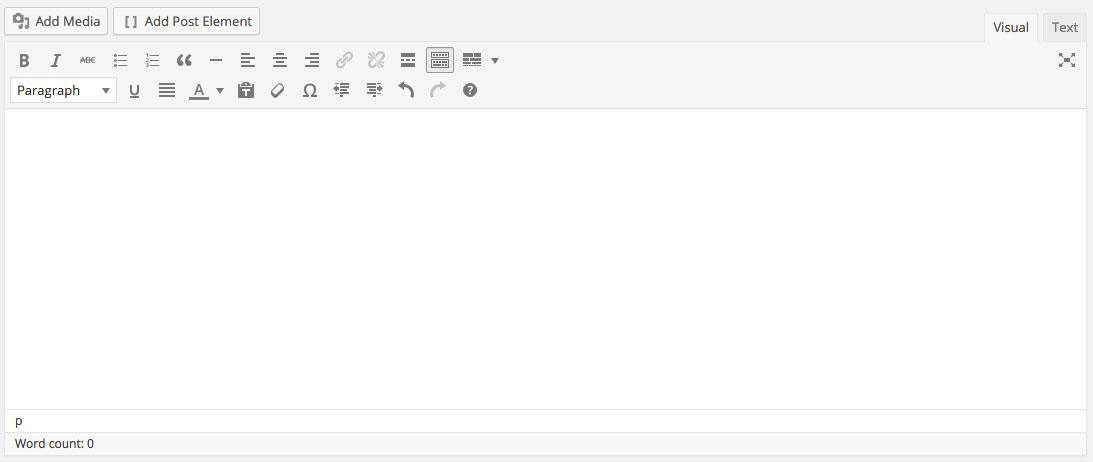 Add Media [ ] Add Post Element
Visual Text
B I ABC
Paragraph U A Ω ?
p
Word count: 0